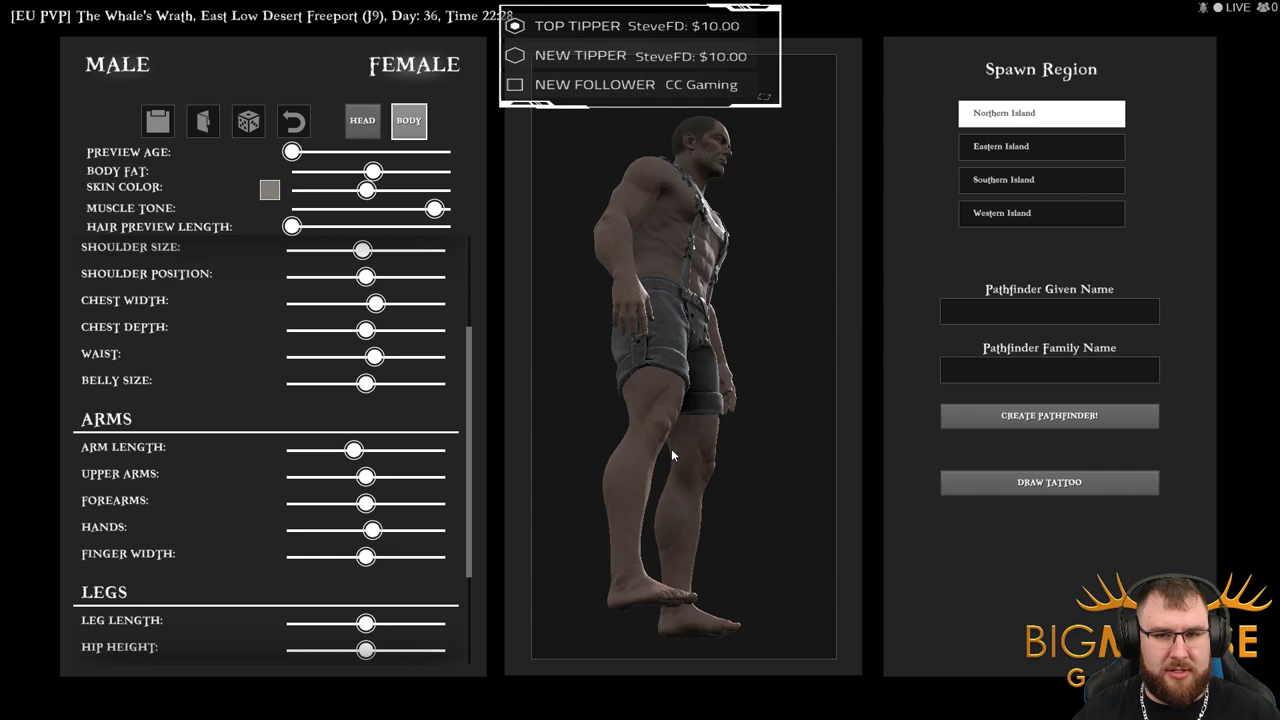 [EU PVP] The Whale's Wrath, East Low Desert Freeport (J9), Day: 36, Time 22:28
LIVE 0
TOP TIPPER SteveFD: $10.00
NEW TIPPER SteveFD: $10.00
NEW FOLLOWER CC Gaming
MALE FEMALE
HEAD BODY
PREVIEW AGE:
BODY FAT:
SKIN COLOR:
MUSCLE TONE:
HAIR PREVIEW LENGTH:
SHOULDER SIZE:
SHOULDER POSITION:
CHEST WIDTH:
CHEST DEPTH:
WAIST:
BELLY SIZE:
ARMS
ARM LENGTH:
UPPER ARMS:
FOREARMS:
HANDS:
FINGER WIDTH:
LEGS
LEG LENGTH:
HIP HEIGHT:
Spawn Region
Northern Island
Eastern Island
Southern Island
Western Island
Pathfinder Given Name
Pathfinder Family Name
CREATE PATHFINDER!
DRAW TATTOO
BIG